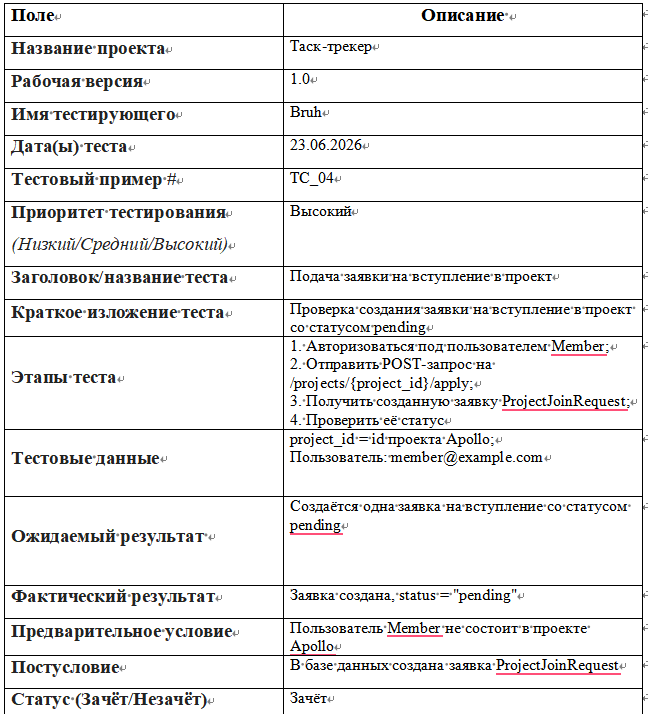 Поле Описание
Название проекта Таск-трекер
Рабочая версия 1.0
Имя тестирующего Bruh
Дата(ы) теста 23.06.2026
Тестовый пример # TC_04
Приоритет тестирования Высокий
(Низкий/Средний/Высокий)
Заголовок/название теста Подача заявки на вступление в проект
Краткое изложение теста Проверка создания заявки на вступление в проект
со статусом pending
Этапы теста 1. Авторизоваться под пользователем Member;
2. Отправить POST-запрос на
/projects/{project_id}/apply;
3. Получить созданную заявку ProjectJoinRequest;
4. Проверить её статус
Тестовые данные project_id = id проекта Apollo;
Пользователь: member@example.com
Ожидаемый результат Создаётся одна заявка на вступление со статусом
pending
Фактический результат Заявка создана, status = "pending"
Предварительное условие Пользователь Member не состоит в проекте
Apollo
Постусловие В базе данных создана заявка ProjectJoinRequest
Статус (Зачёт/Незачёт) Зачёт